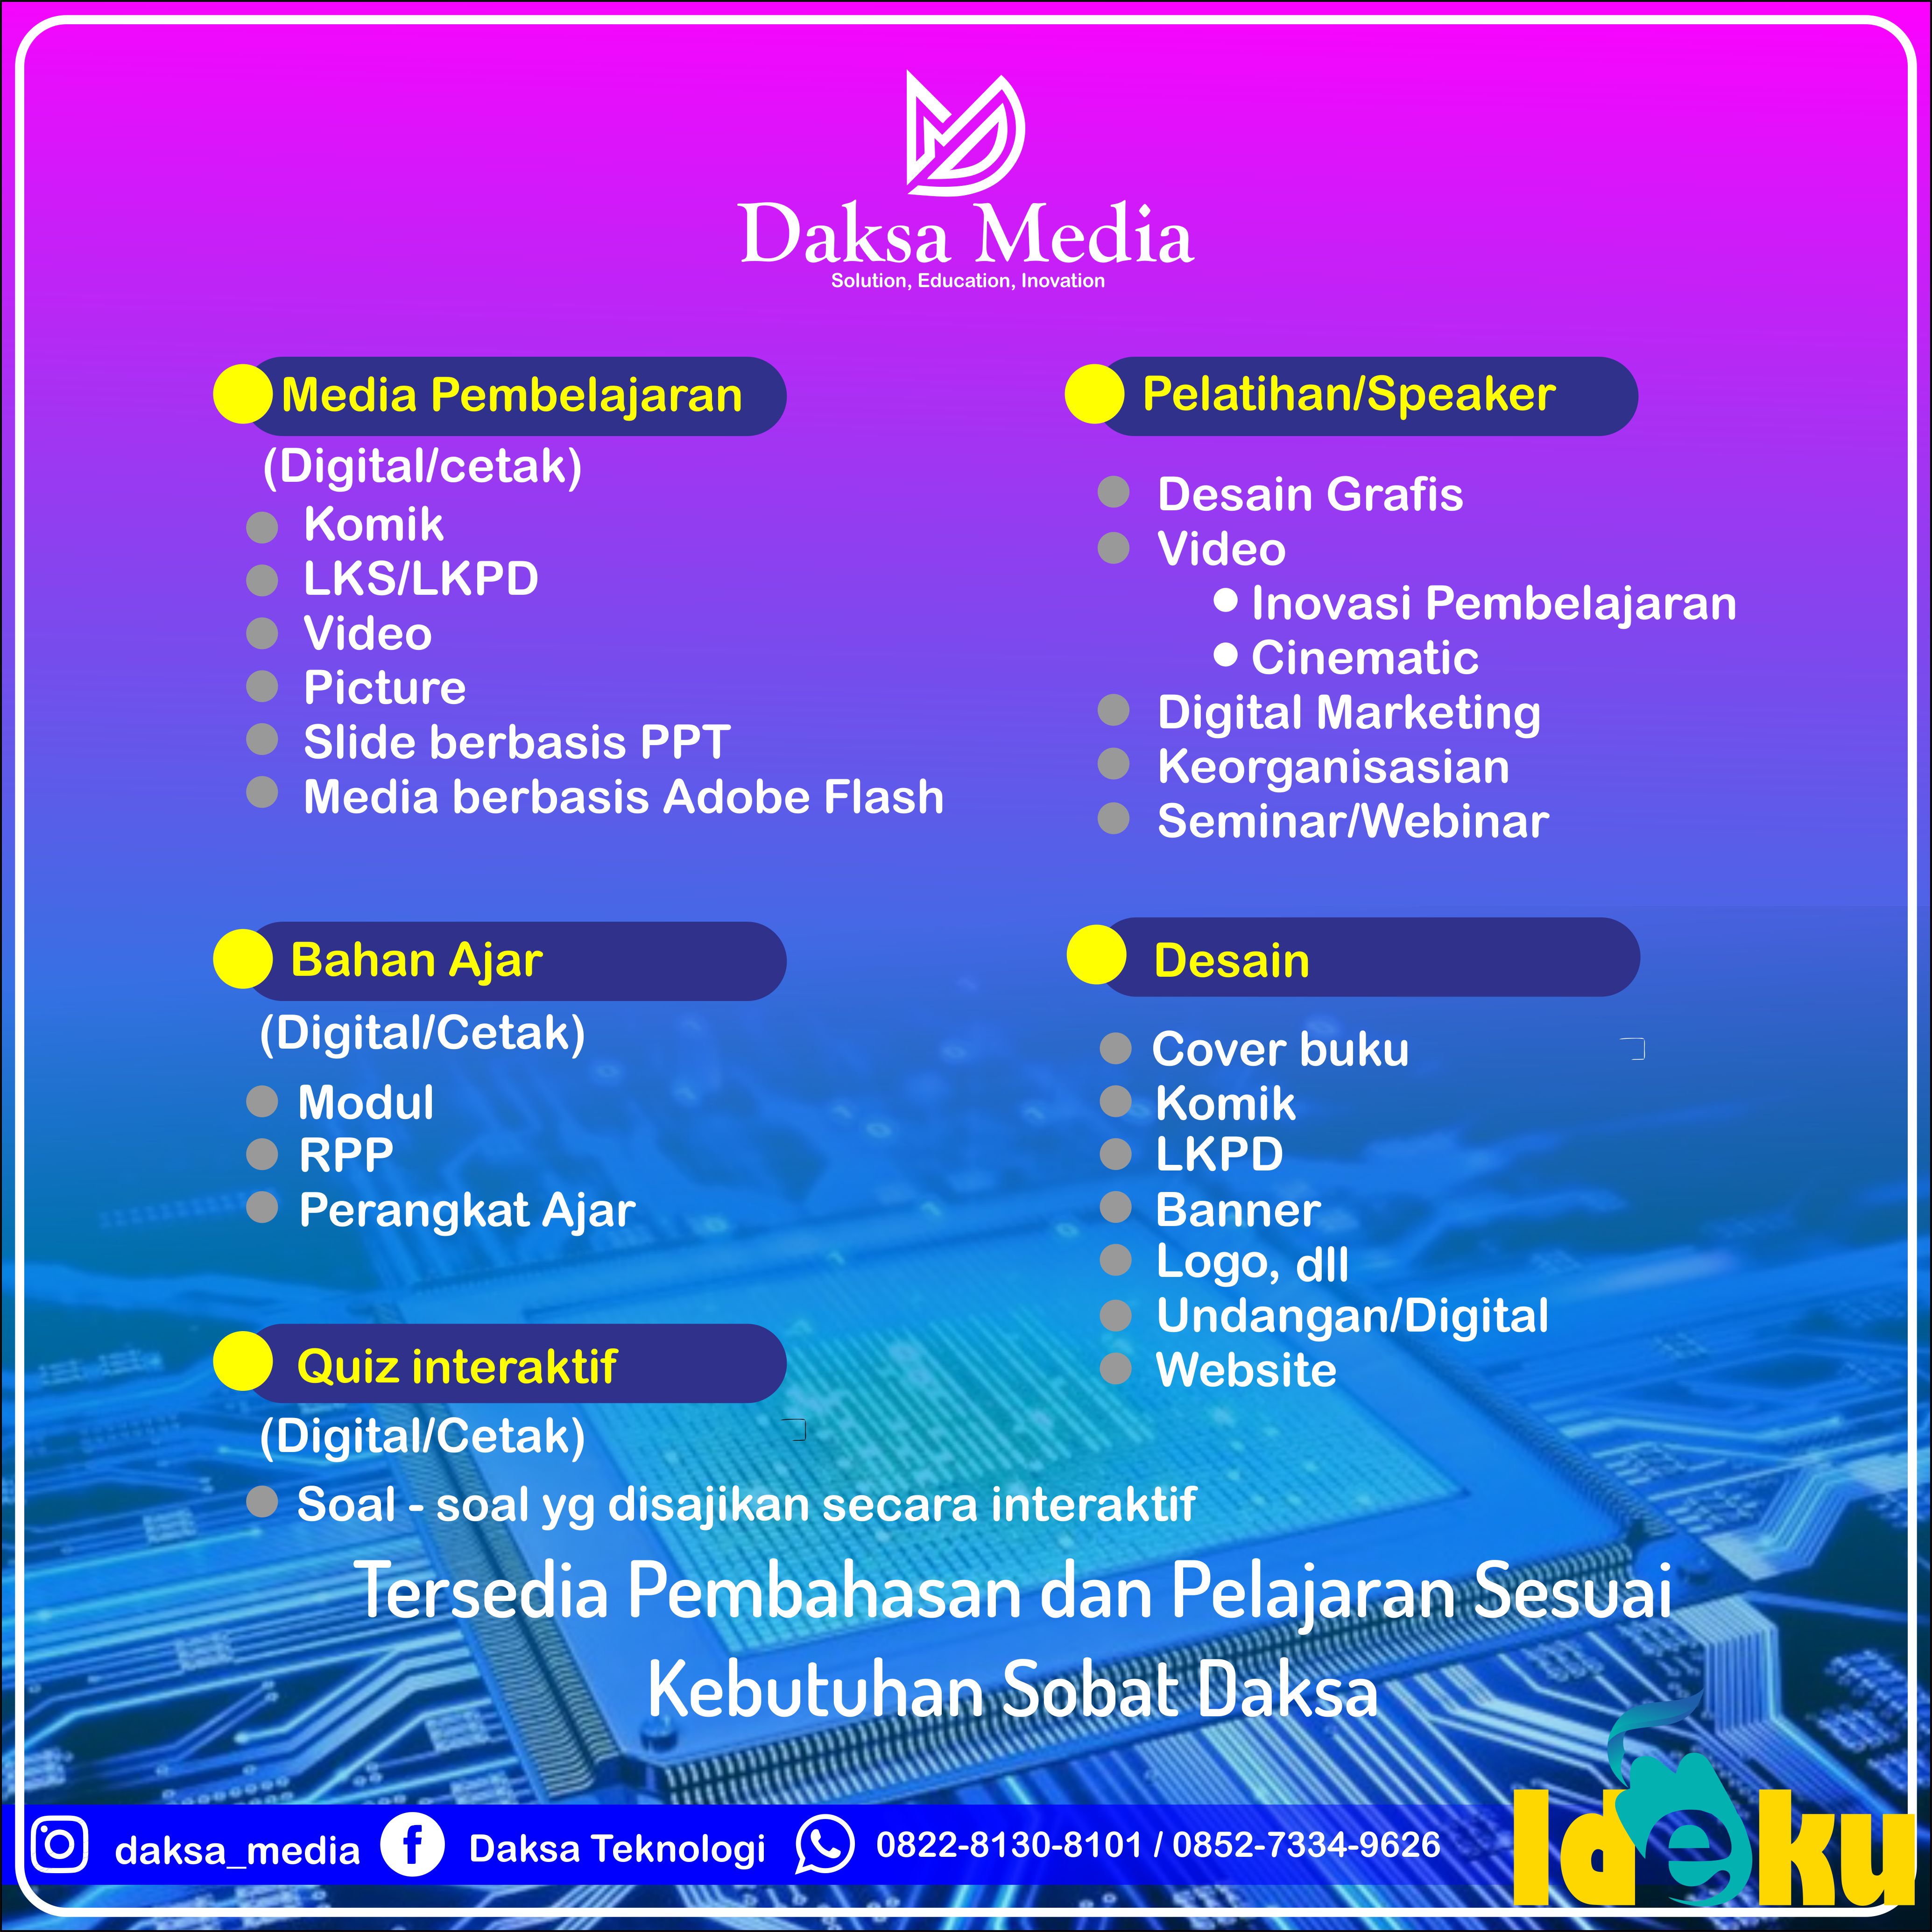 Daksa Media
Solution, Education, Inovation
Media Pembelajaran
(Digital/cetak)
Komik
LKS/LKPD
Video
Picture
Slide berbasis PPT
Media berbasis Adobe Flash
Pelatihan/Speaker
Desain Grafis
Video
Inovasi Pembelajaran
Cinematic
Digital Marketing
Keorganisasian
Seminar/Webinar
Bahan Ajar
(Digital/Cetak)
Modul
RPP
Perangkat Ajar
Desain
Cover buku
Komik
LKPD
Banner
Logo, dll
Undangan/Digital
Website
Quiz interaktif
(Digital/Cetak)
Soal - soal yg disajikan secara interaktif
Tersedia Pembahasan dan Pelajaran Sesuai
Kebutuhan Sobat Daksa
daksa_media
Daksa Teknologi
0822-8130-8101 / 0852-7334-9626
Ideku